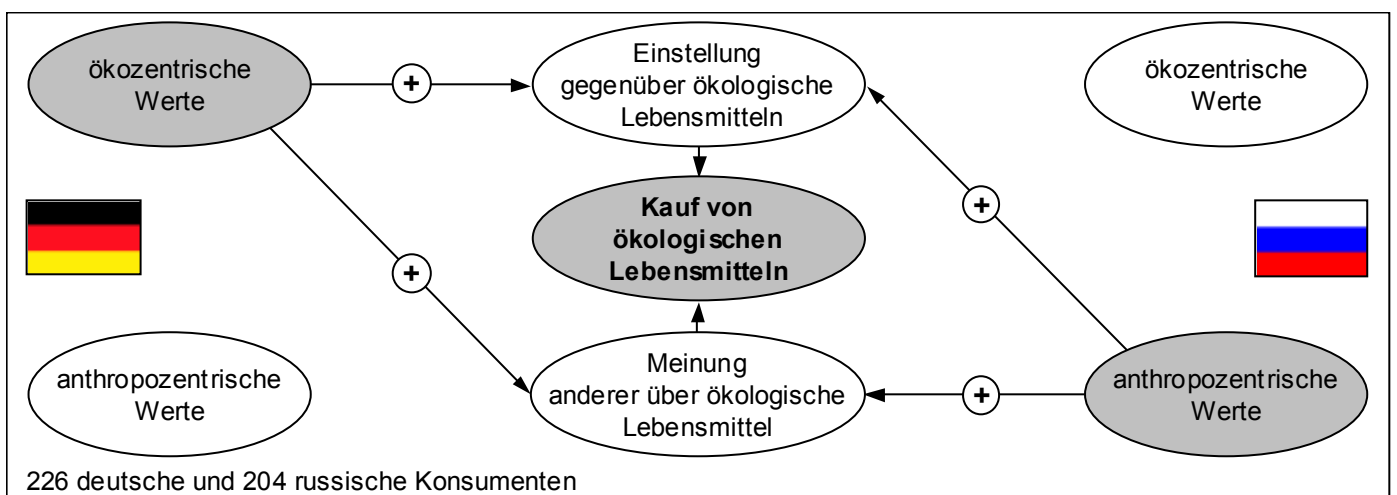 ökozentrische
Werte
+
Einstellung
gegenüber ökologische
Lebensmitteln
ökozentrische
Werte
+
Kauf von
ökologischen
Lebensmitteln
+
anthropozentrische
Werte
Meinung
anderer über ökologische
Lebensmittel
+
anthropozentrische
Werte
226 deutsche und 204 russische Konsumenten